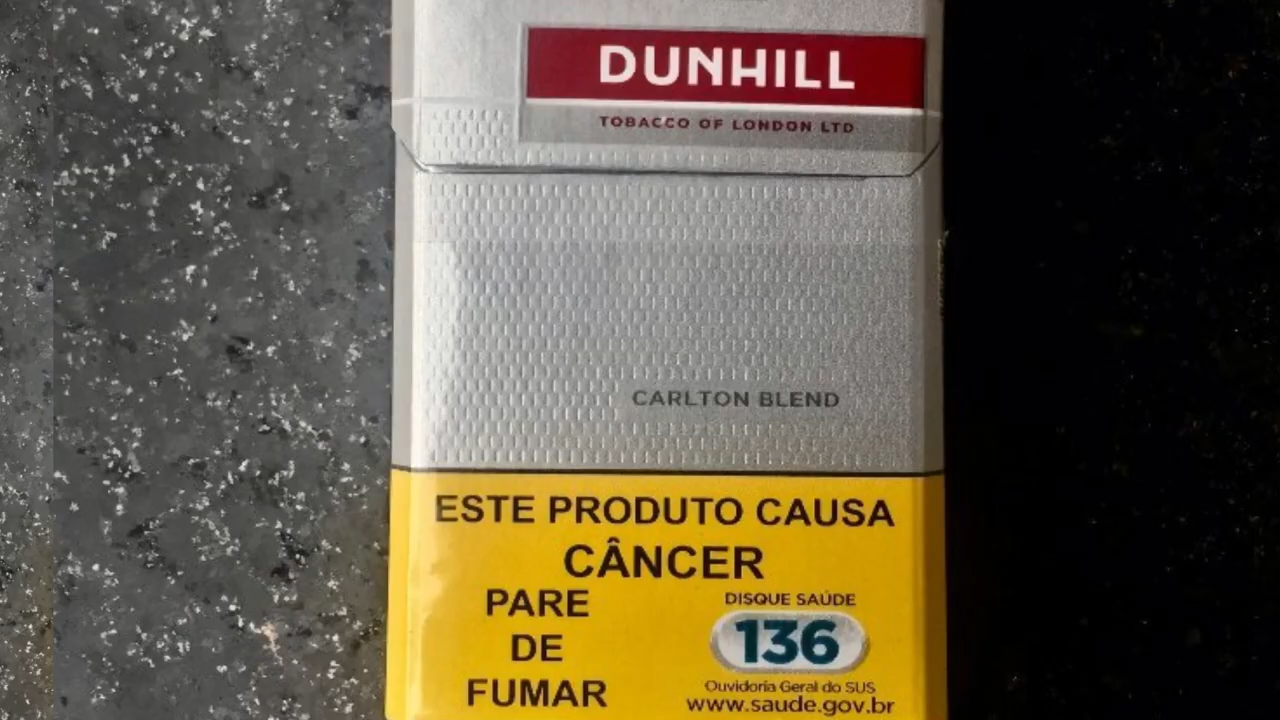 DUNHILL
TOBACCO OF LONDON LTD
CARLTON BLEND
ESTE PRODUTO CAUSA
CÂNCER
PARE
DE
FUMAR
DISQUE SAÚDE
136
Ouvidoria Geral do SUS
www.saude.gov.br